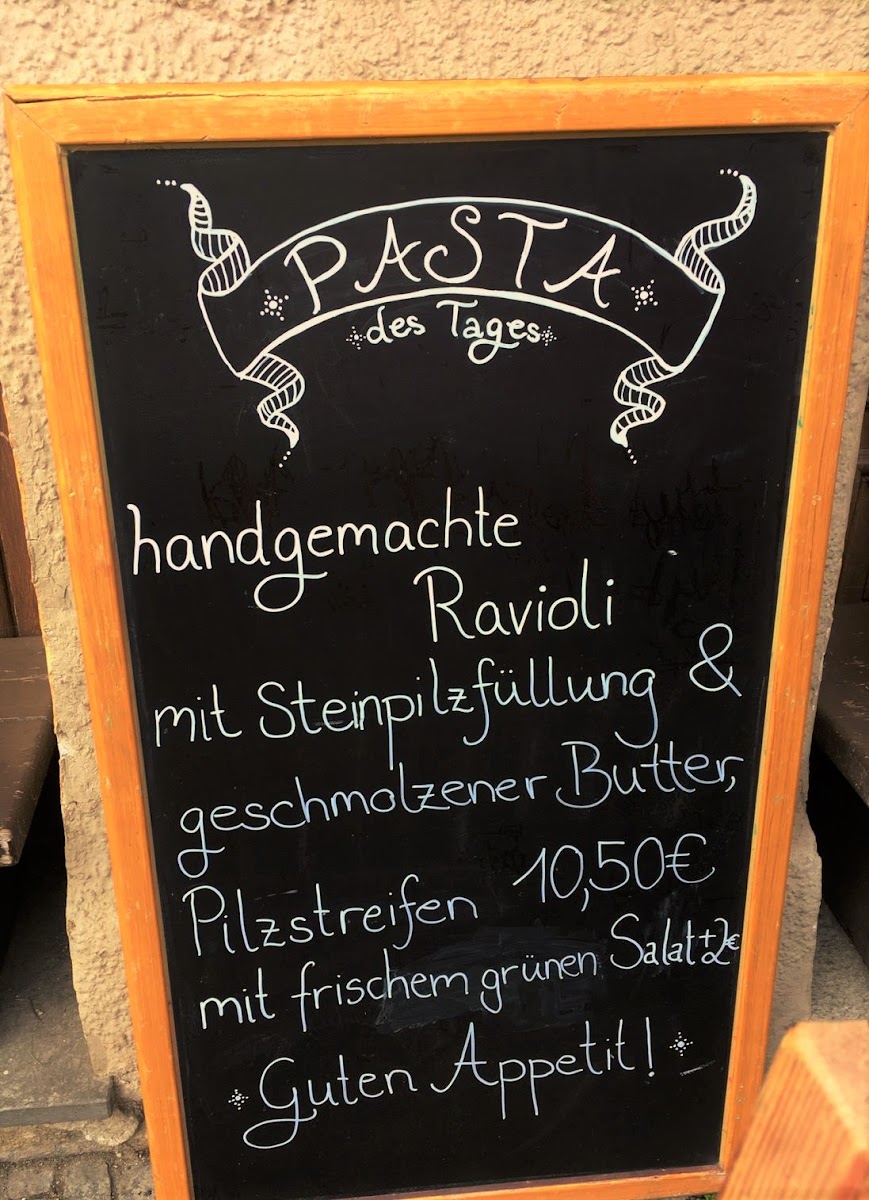 PASTA
des Tages
handgemachte
Ravioli
mit Steinpilzfüllung &
geschmolzener Butter,
Pilzstreifen 10,50€
mit frischem grünen Salat +2€
Guten Appetit!